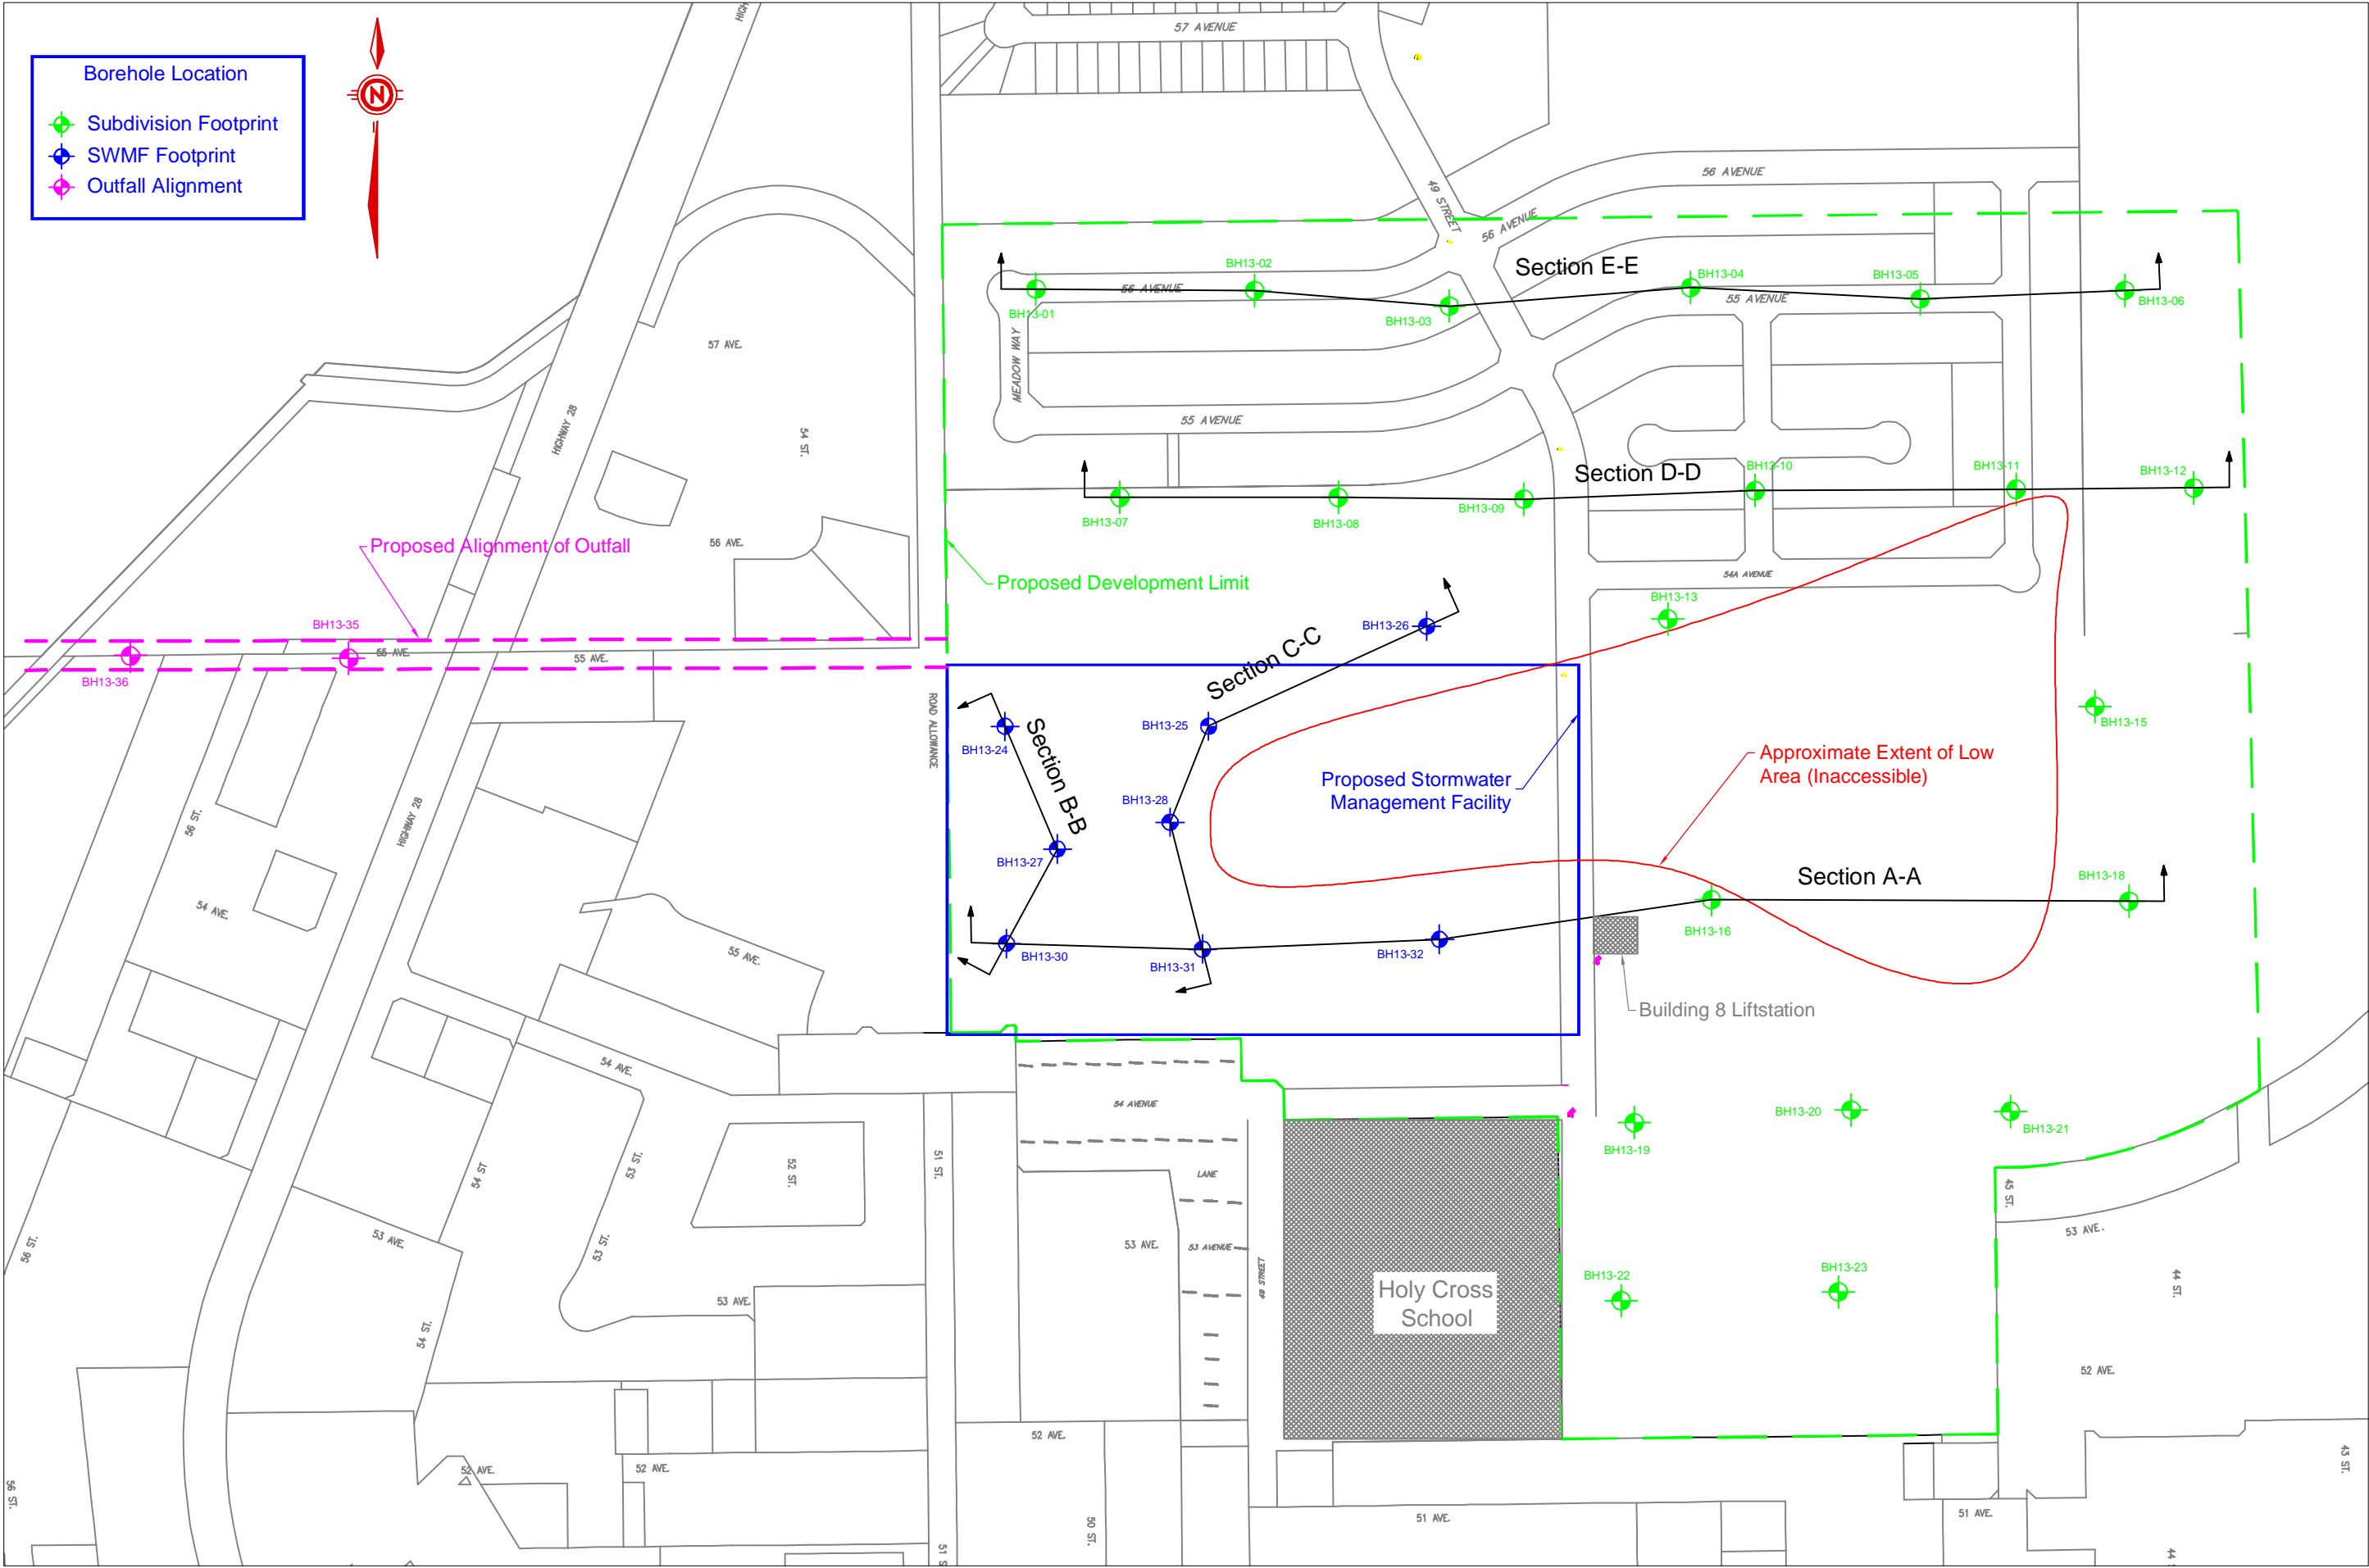 Borehole Location
Subdivision Footprint
SWMF Footprint
Outfall Alignment
N
57 AVENUE
49 STREET
56 AVENUE
56 AVENUE
Section E-E
BH13-01
BH13-02
56 AVENUE
BH13-03
BH13-04
55 AVENUE
BH13-05
BH13-06
MEADOW WAY
55 AVENUE
57 AVE.
54 ST.
HIGHWAY 28
Section D-D
BH13-07
BH13-08
BH13-09
BH13-10
BH13-11
BH13-12
Proposed Alignment of Outfall
56 AVE.
Proposed Development Limit
54A AVENUE
BH13-13
BH13-35
BH13-36
55 AVE.
55 AVE.
BH13-26
Section C-C
ROAD ALLOWANCE
BH13-24
BH13-25
Section B-B
BH13-15
Approximate Extent of Low
Area (Inaccessible)
Proposed Stormwater
Management Facility
BH13-28
BH13-27
56 ST.
HIGHWAY 28
Section A-A
BH13-18
BH13-16
54 AVE.
55 AVE.
BH13-30
BH13-31
BH13-32
Building 8 Liftstation
54 AVE.
54 AVENUE
BH13-19
BH13-20
BH13-21
54 ST
53 ST.
52 ST.
51 ST.
LANE
45 ST.
53 AVE.
56 ST.
53 AVE.
53 ST.
53 AVE.
53 AVENUE
STREET
Holy Cross
School
BH13-22
BH13-23
44 ST.
54 ST.
53 AVE.
52 AVE.
52 AVE.
52 AVE.
52 AVE.
43 ST.
56 ST.
50 ST.
51 AVE.
51 AVE.
51 S
44
HIGH